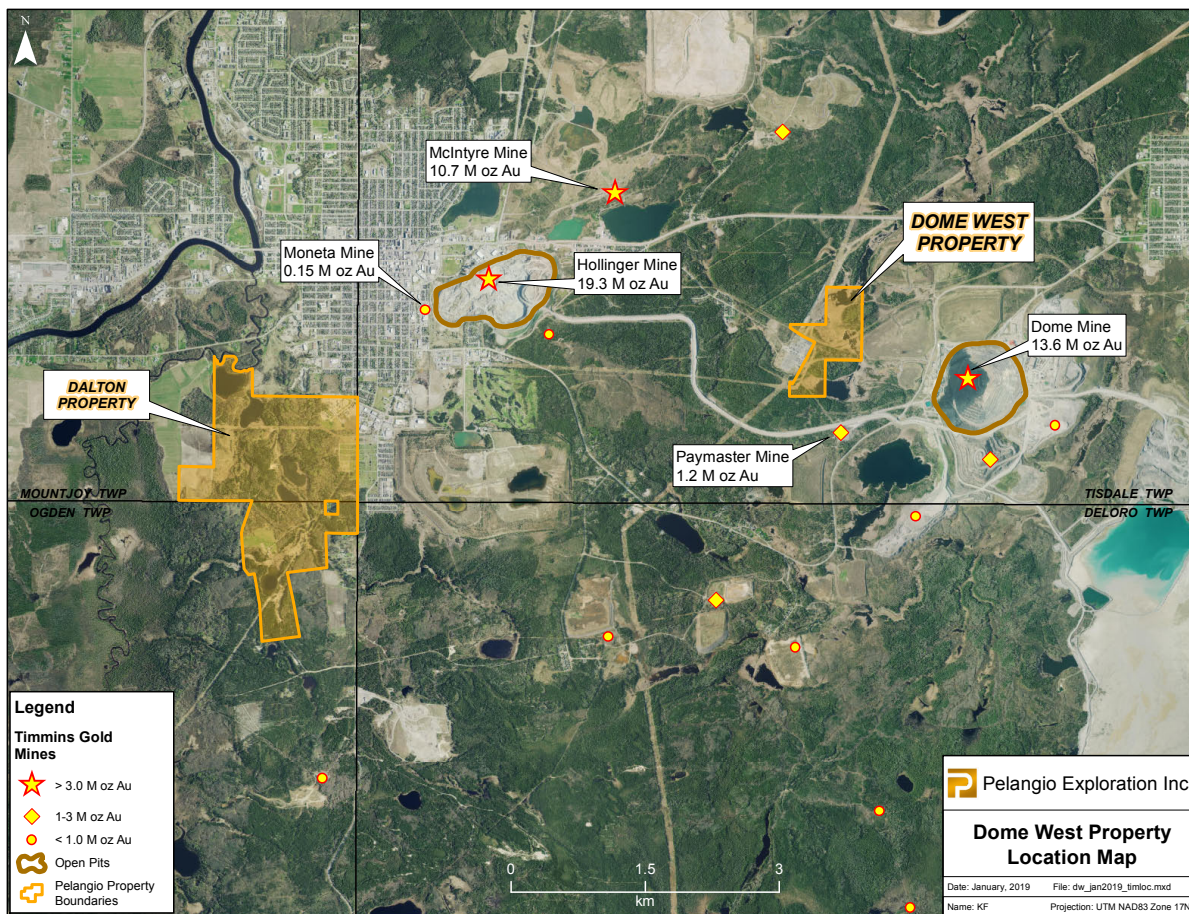 N
McIntyre Mine
10.7 M oz Au
DOME WEST
PROPERTY
Moneta Mine
0.15 M oz Au
Hollinger Mine
19.3 M oz Au
Dome Mine
13.6 M oz Au
DALTON
PROPERTY
Paymaster Mine
1.2 M oz Au
MOUNTJOY TWP
OGDEN TWP
TISDALE TWP
DELORO TWP
Legend
Timmins Gold
Mines
> 3.0 M oz Au
1-3 M oz Au
< 1.0 M oz Au
Open Pits
Pelangio Property
Boundaries
0 1.5 3
km
Pelangio Exploration Inc
Dome West Property
Location Map
Date: January, 2019 File: dw_jan2019_timloc.mxd
Name: KF Projection: UTM NAD83 Zone 17N